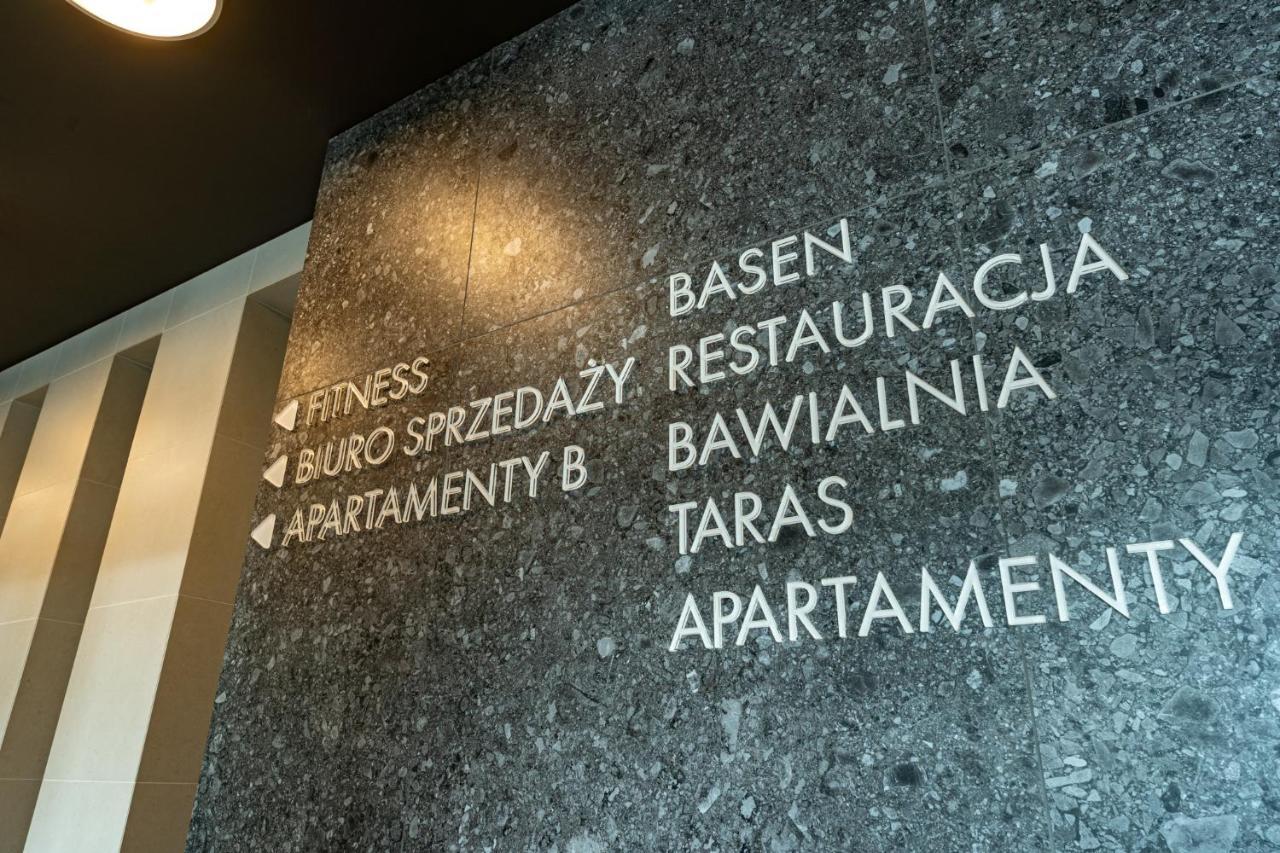 FITNESS
BIURO SPRZEDAŻY
APARTAMENTY B
BASEN
RESTAURACJA
BAWIALNIA
TARAS
APARTAMENTY